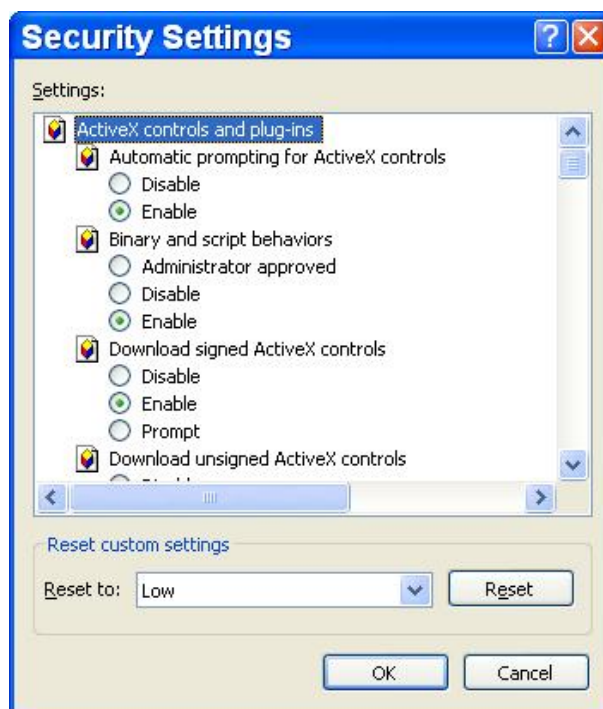 Security Settings
Settings:
ActiveX controls and plug-ins
Automatic prompting for ActiveX controls
Disable
Enable
Binary and script behaviors
Administrator approved
Disable
Enable
Download signed ActiveX controls
Disable
Enable
Prompt
Download unsigned ActiveX controls
Reset custom settings
Reset to: Low Reset
OK Cancel